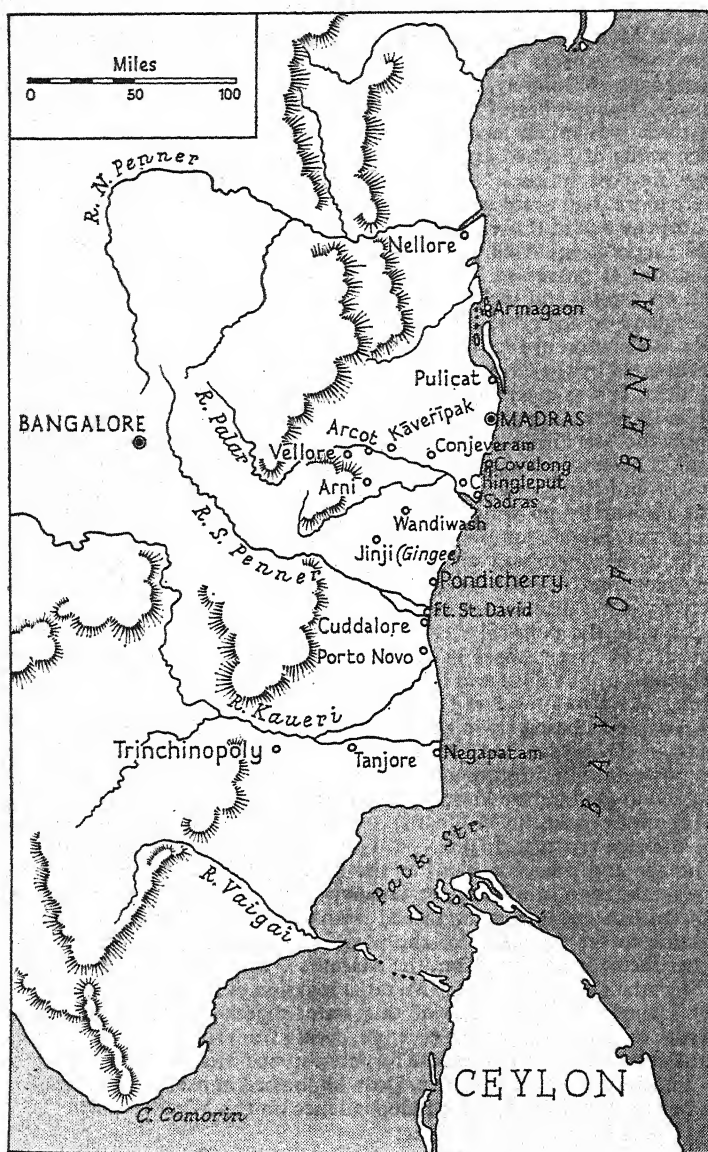 Miles
0 50 100
R. N. Penner
Nellore
Armagaon
Pulicat
MADRAS
BANGALORE
R. Palar
Arcot
Kāveřīpak
Vellore
Conjeveram
Covelong
Arni
Chingleput
Sadras
Wandiwash
R. S. Penner
Jinji (Gingee)
Pondicherry.
Ft. St. David
Cuddalore
Porto Novo
R. Kaueri
Trinchinopoly
Tanjore
Negapatam
BAY OF BENGAL
Palk Str.
R. Vaigai
CEYLON
C. Comorin